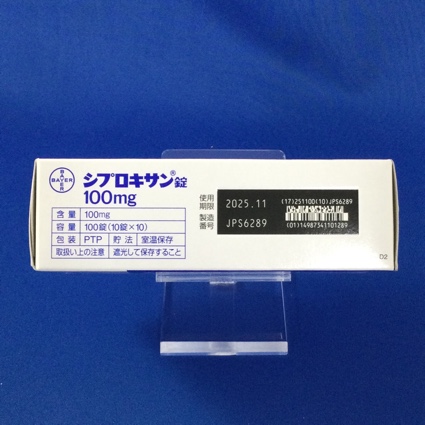 BAYER
BAYER
シプロキサン®錠
100mg
含量 100mg
容量 100錠(10錠×10)
包装 PTP 貯法 室温保存
取扱い上の注意 遮光して保存すること
使用期限 2025.11
製造番号 JPS6289
(17)251100(10)JPS6289
(01)14987341101289
D2